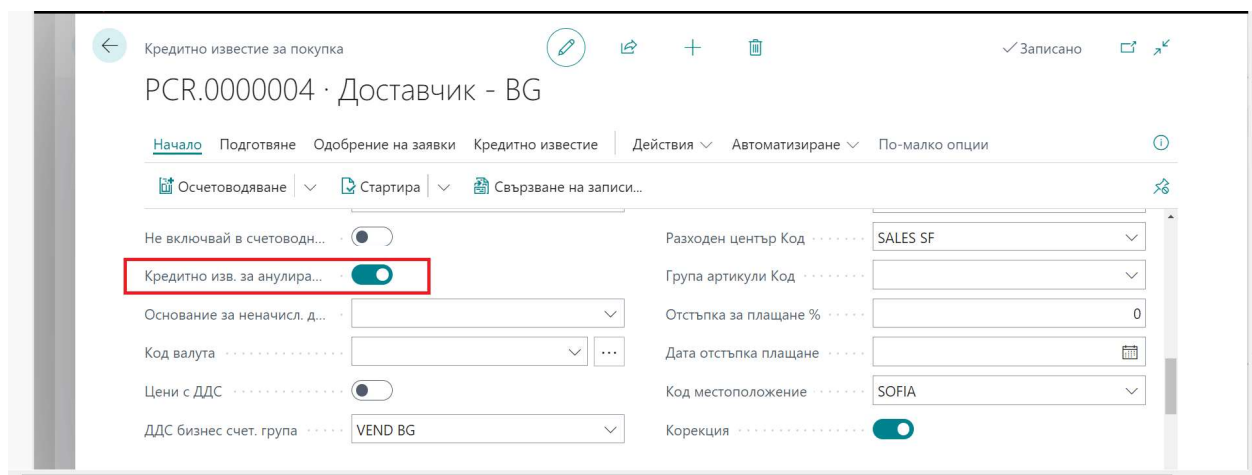 Кредитно известие за покупка
Записано
PCR.0000004 · Доставчик - BG
Начало Подготвяне Одобрение на заявки Кредитно известие Действия Автоматизиране По-малко опции
Осчетоводяване Стартира Свързване на записи...
Не включвай в счетоводн... Разходен център Код SALES SF
Кредитно изв. за анулира... Група артикули Код
Основание за неначисл. д... Отстъпка за плащане % 0
Код валута Дата отстъпка плащане
Цени с ДДС Код местоположение SOFIA
ДДС бизнес счет. група VEND BG Корекция